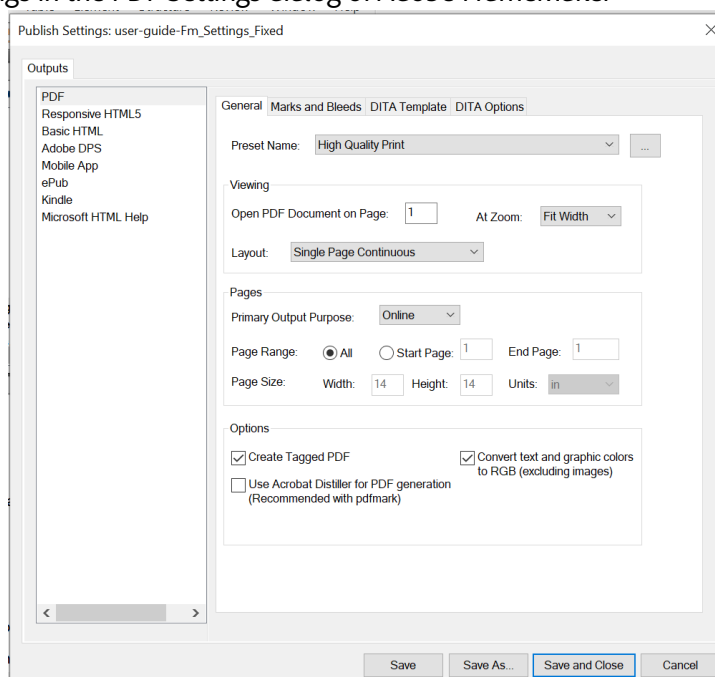 Publish Settings: user-guide-Fm_Settings_Fixed
Outputs
PDF
Responsive HTML5
Basic HTML
Adobe DPS
Mobile App
ePub
Kindle
Microsoft HTML Help
General Marks and Bleeds DITA Template DITA Options
Preset Name: High Quality Print ...
Viewing
Open PDF Document on Page: 1 At Zoom: Fit Width
Layout: Single Page Continuous
Pages
Primary Output Purpose: Online
Page Range: All Start Page: 1 End Page: 1
Page Size: Width: 14 Height: 14 Units: in
Options
Create Tagged PDF
Convert text and graphic colors
to RGB (excluding images)
Use Acrobat Distiller for PDF generation
(Recommended with pdfmark)
Save Save As... Save and Close Cancel